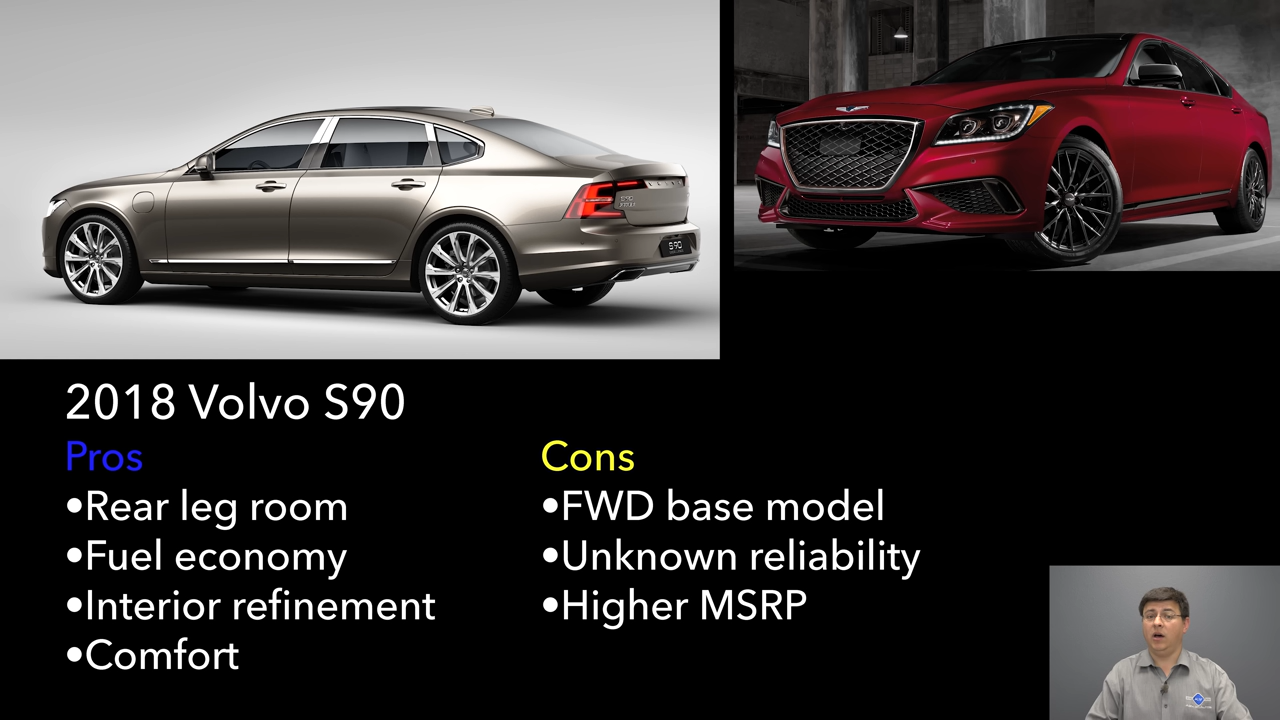 S90
2018 Volvo S90
Pros
•Rear leg room
•Fuel economy
•Interior refinement
•Comfort
Cons
•FWD base model
•Unknown reliability
•Higher MSRP